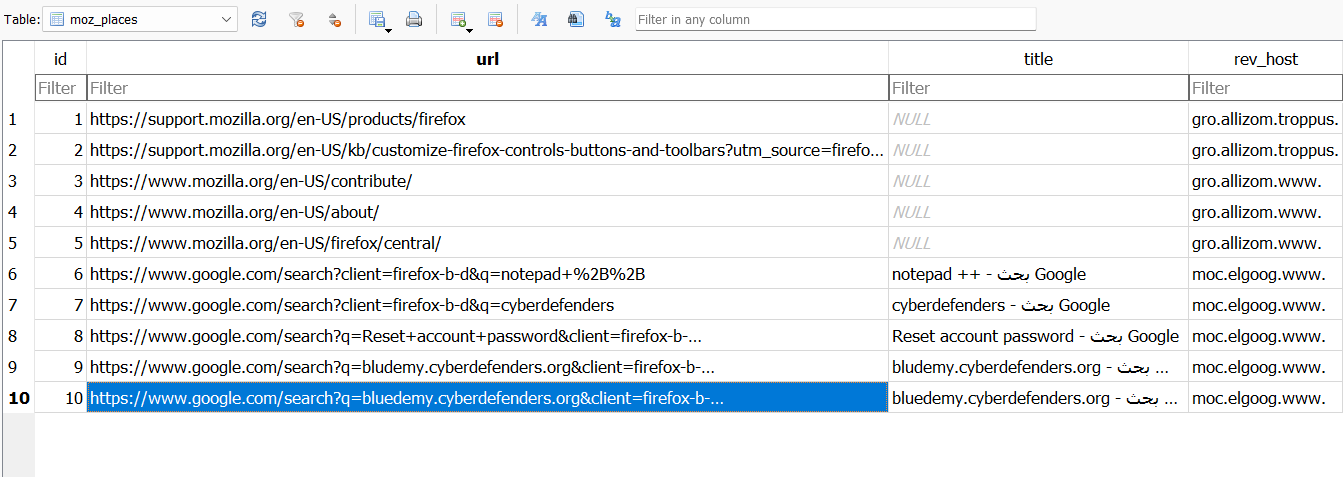 Table: moz_places Filter in any column
id url title rev_host
Filter Filter Filter Filter
1 1 https://support.mozilla.org/en-US/products/firefox NULL gro.allizom.troppus.
2 2 https://support.mozilla.org/en-US/kb/customize-firefox-controls-buttons-and-toolbars?utm_source=firefo... NULL gro.allizom.troppus.
3 3 https://www.mozilla.org/en-US/contribute/ NULL gro.allizom.www.
4 4 https://www.mozilla.org/en-US/about/ NULL gro.allizom.www.
5 5 https://www.mozilla.org/en-US/firefox/central/ NULL gro.allizom.www.
6 6 https://www.google.com/search?client=firefox-b-d&q=notepad+%2B%2B notepad ++ - بحث Google moc.elgoog.www.
7 7 https://www.google.com/search?client=firefox-b-d&q=cyberdefenders cyberdefenders - بحث Google moc.elgoog.www.
8 8 https://www.google.com/search?q=Reset+account+password&client=firefox-b-... Reset account password - بحث Google moc.elgoog.www.
9 9 https://www.google.com/search?q=bludemy.cyberdefenders.org&client=firefox-b-... bludemy.cyberdefenders.org - بحث ... moc.elgoog.www.
10 10 https://www.google.com/search?q=bluedemy.cyberdefenders.org&client=firefox-b-... bluedemy.cyberdefenders.org - بحث ... moc.elgoog.www.